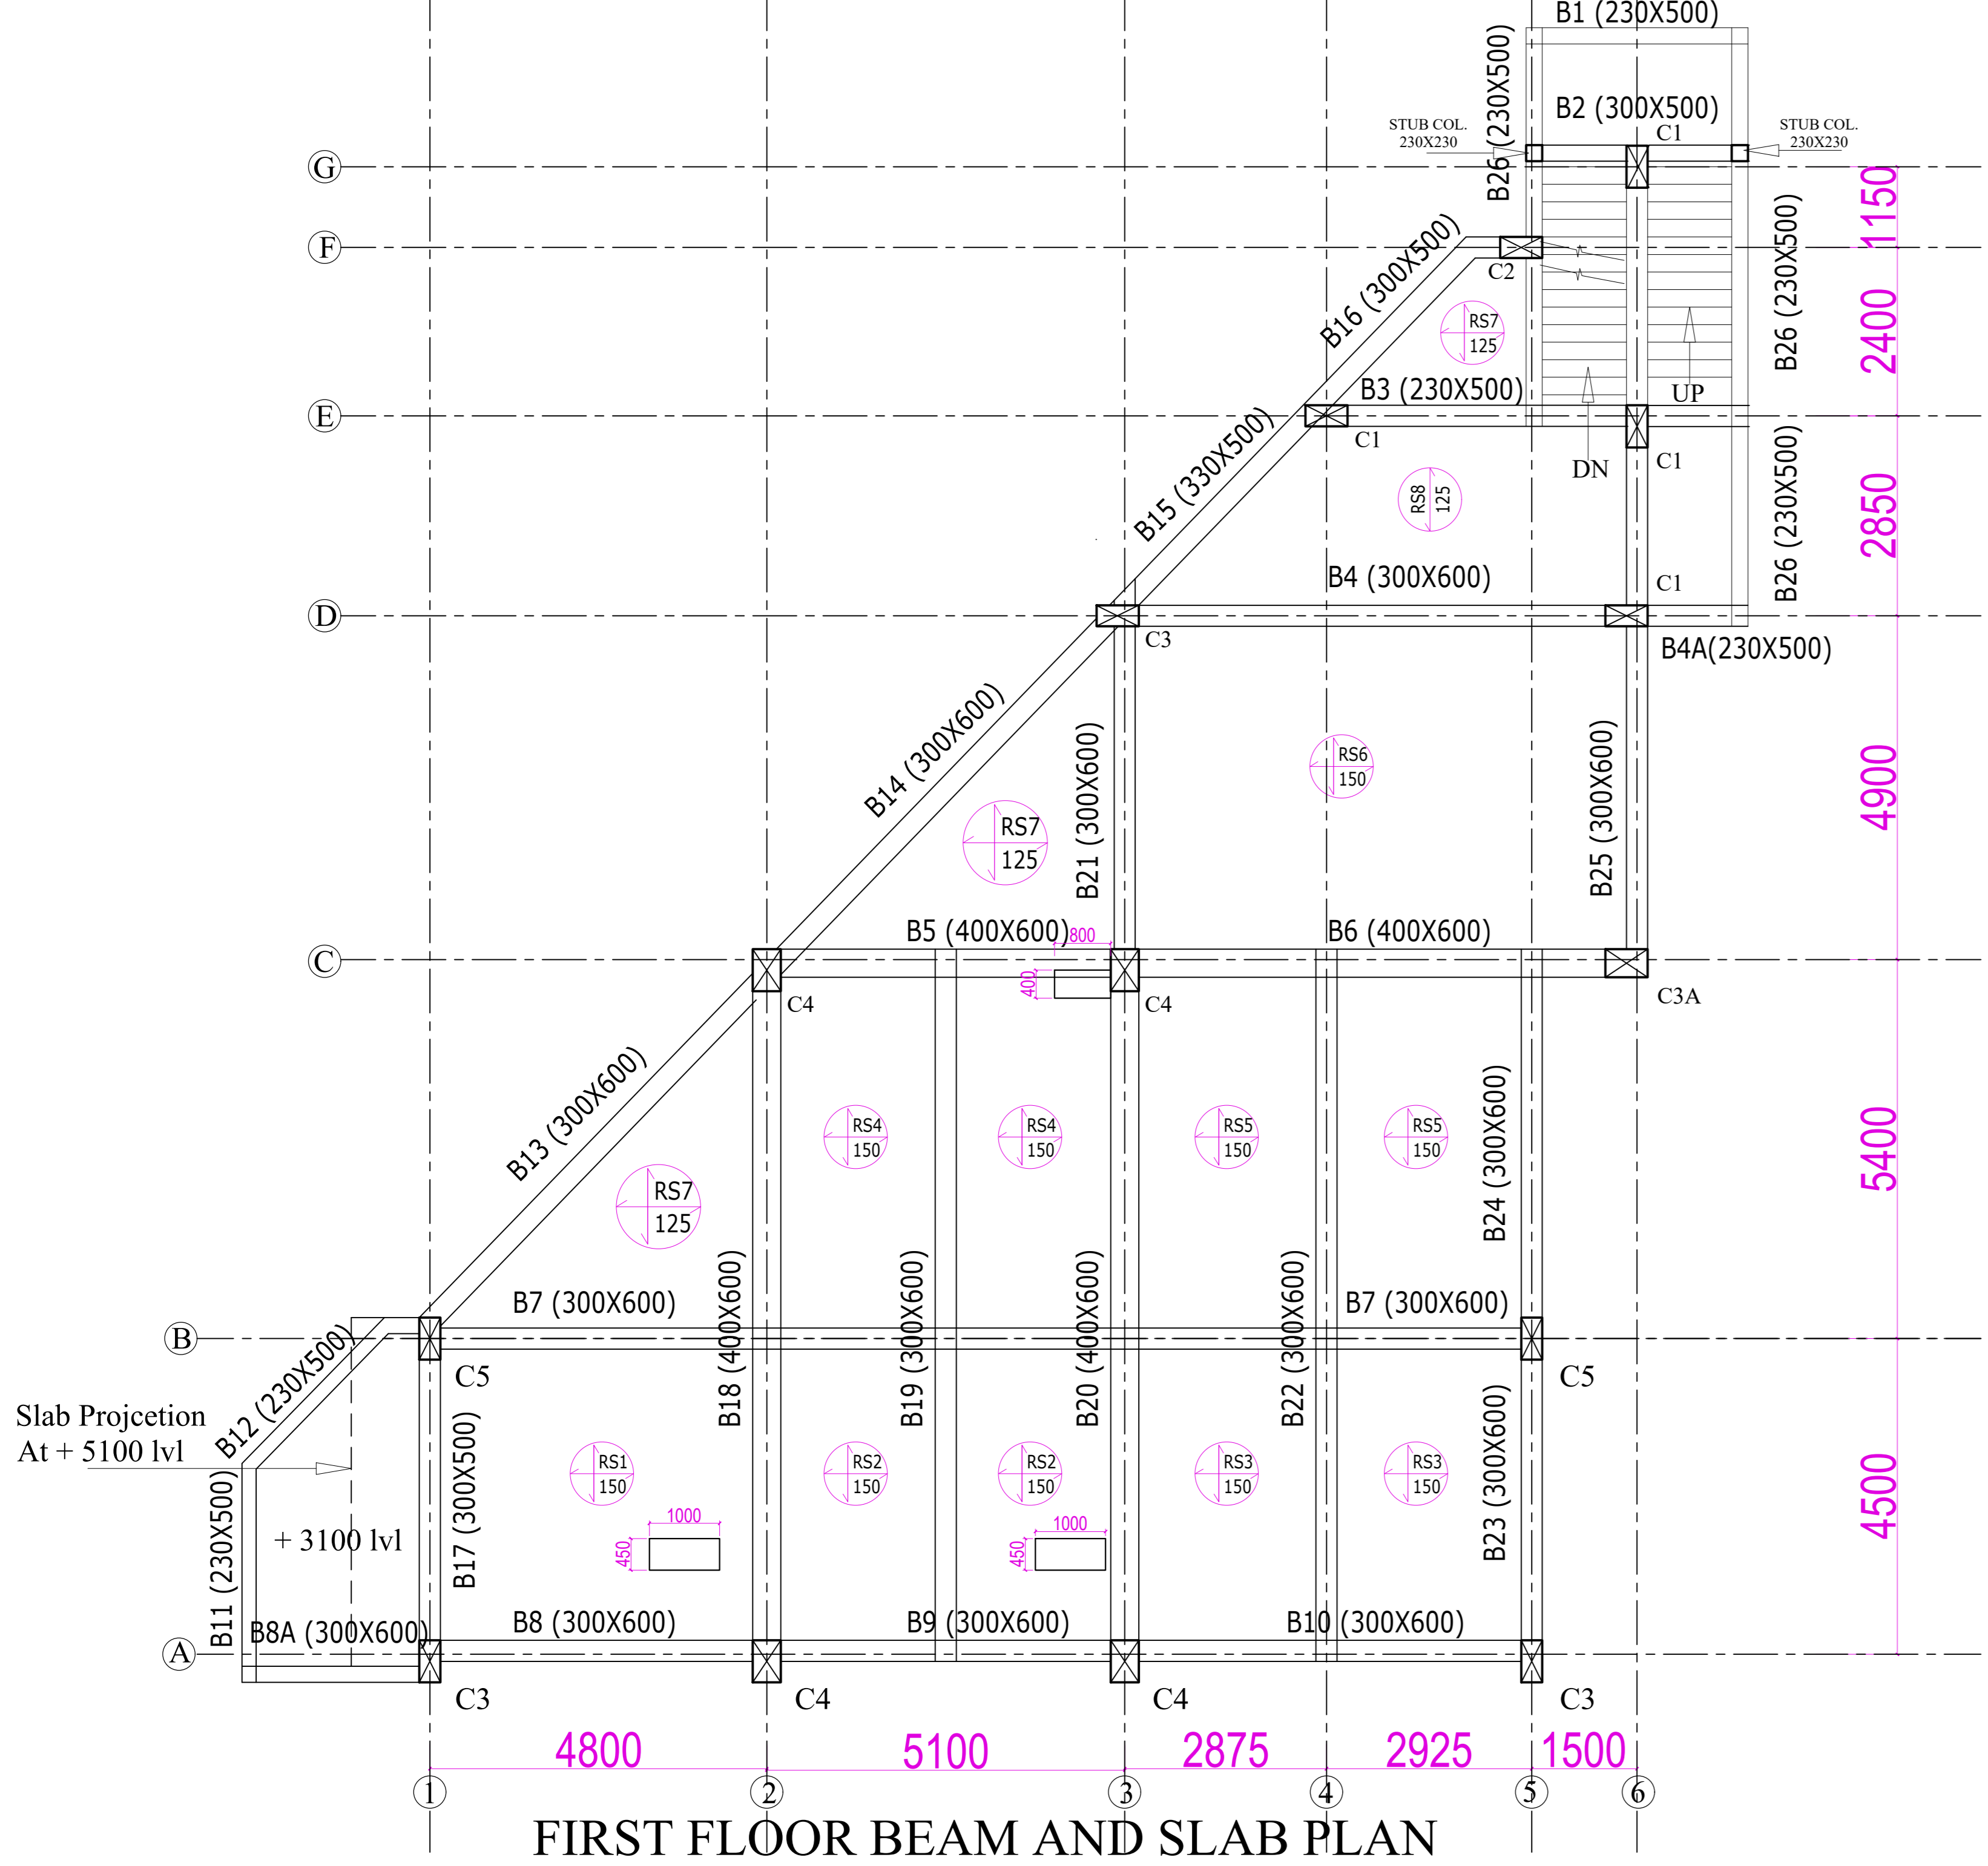 B1 (230X500)
B26 (230X500)
B2 (300X500)
STUB COL.
230X230
C1
STUB COL.
230X230
G
1150
F
B16 (300X500)
C2
B26 (230X500)
2400
RS7
125
B3 (230X500)
UP
E
B15 (330X500)
C1
DN
C1
B26 (230X500)
2850
RS8
125
B4 (300X600)
C1
D
C3
B4A(230X500)
B14 (300X600)
B21 (300X600)
RS6
150
B25 (300X600)
4900
RS7
125
B5 (400X600)
800
B6 (400X600)
C
400
C4
C4
C3A
B13 (300X600)
RS4
150
RS4
150
RS5
150
RS5
150
B24 (300X600)
5400
RS7
125
B7 (300X600)
B18 (400X600)
B19 (300X600)
B20 (400X600)
B22 (300X600)
B7 (300X600)
B
C5
C5
B12 (230X500)
Slab Projcetion
At + 5100 lvl
B17 (300X500)
RS1
150
RS2
150
RS2
150
RS3
150
RS3
150
B23 (300X600)
4500
B11 (230X500)
+ 3100 lvl
1000
450
1000
450
B8A (300X600)
B8 (300X600)
B9 (300X600)
B10 (300X600)
A
C3
C4
C4
C3
4800
5100
2875
2925
1500
1
2
3
4
5
6
FIRST FLOOR BEAM AND SLAB PLAN